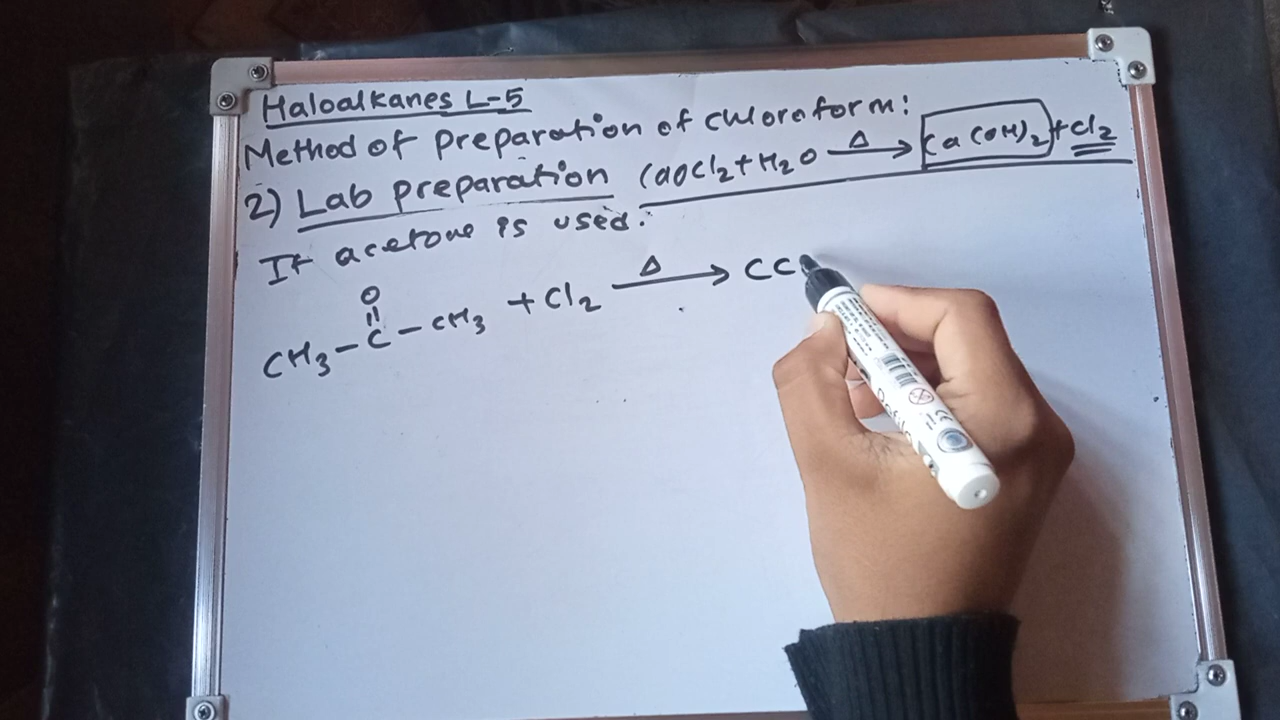 Haloalkanes L-5
Method of preparation of chloroform:
2) Lab preparation CaOCl₂ + H₂O —Δ→ Ca(OH)₂ + Cl₂
If acetone is used.
O
||
CH₃ – C – CH₃ + Cl₂ —Δ→ CC